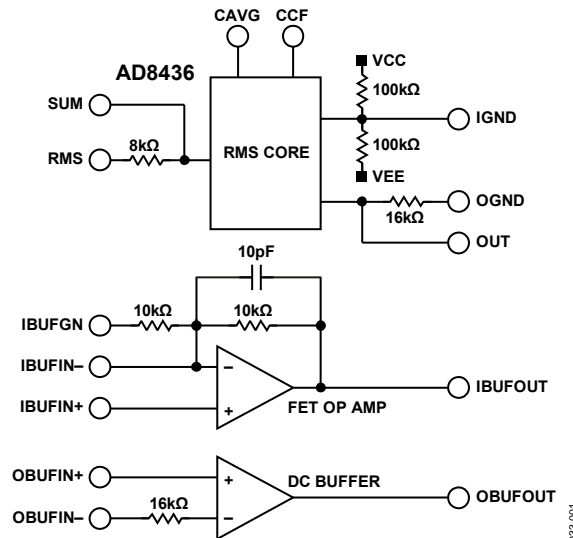 CAVG CCF
AD8436
VCC
100kΩ
SUM
IGND
8kΩ
RMS
RMS CORE
100kΩ
VEE
OGND
16kΩ
OUT
10pF
10kΩ
10kΩ
IBUFGN
IBUFIN–
–
IBUFOUT
IBUFIN+
+
FET OP AMP
OBUFIN+
+
DC BUFFER
OBUFOUT
16kΩ
OBUFIN–
–